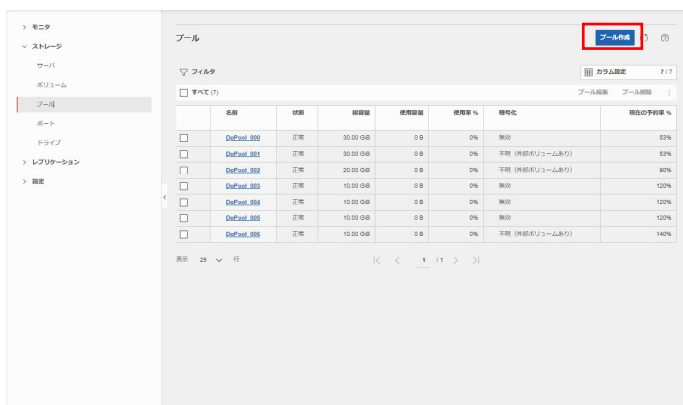 モニタ
ストレージ
サーバ
ボリューム
プール
ポート
ドライブ
レプリケーション
設定
プール
プール作成
フィルタ
カラム設定 7 / 7
すべて (7)
プール編集 プール削除
名前 状態 総容量 使用容量 使用率 % 暗号化 現在の予約率 %
DpPool_000 正常 30.00 GiB 0 B 0% 無効 53%
DpPool_001 正常 30.00 GiB 0 B 0% 不明（外部ボリュームあり） 53%
DpPool_002 正常 20.00 GiB 0 B 0% 不明（外部ボリュームあり） 90%
DpPool_003 正常 10.00 GiB 0 B 0% 無効 120%
DpPool_004 正常 10.00 GiB 0 B 0% 無効 120%
DpPool_005 正常 10.00 GiB 0 B 0% 無効 120%
DpPool_006 正常 10.00 GiB 0 B 0% 不明（外部ボリュームあり） 140%
表示 25 行 1 / 1